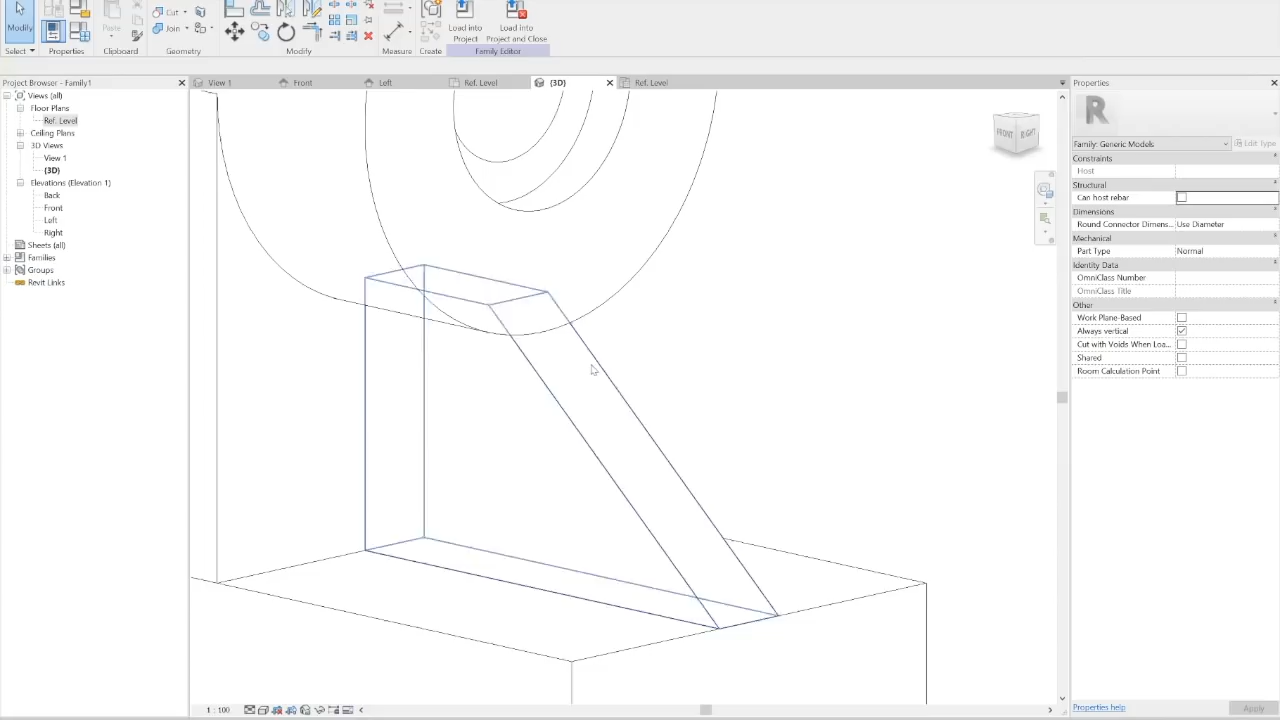 Cut
Join
Paste
Load into
Project
Load into
Project and Close
Modify
Select
Properties
Clipboard
Geometry
Modify
Measure
Create
Family Editor
Project Browser - Family1
View 1
Front
Left
Ref. Level
(3D)
Ref. Level
Properties
Views (all)
Floor Plans
Ref. Level
Ceiling Plans
3D Views
View 1
(3D)
Elevations (Elevation 1)
Back
Front
Left
Right
Sheets (all)
Families
Groups
Revit Links
FRONT
RIGHT
R
Family: Generic Models
Edit Type
Constraints
Host
Structural
Can host rebar
Dimensions
Round Connector Dimens... Use Diameter
Mechanical
Part Type Normal
Identity Data
OmniClass Number
OmniClass Title
Other
Work Plane-Based
Always vertical
Cut with Voids When Loa...
Shared
Room Calculation Point
1 : 100
Properties help
Apply